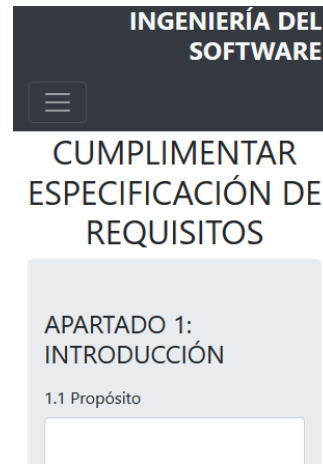 INGENIERÍA DEL
SOFTWARE
CUMPLIMENTAR
ESPECIFICACIÓN DE
REQUISITOS
APARTADO 1:
INTRODUCCIÓN
1.1 Propósito